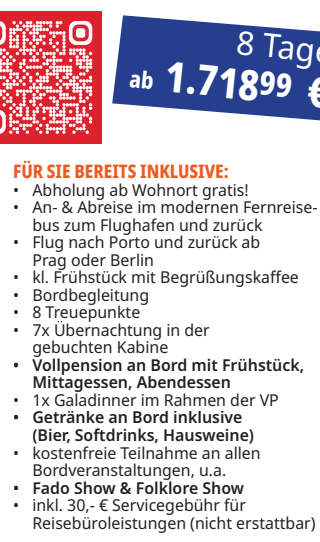 8 Tage
ab 1.718⁹⁹ €
FÜR SIE BEREITS INKLUSIVE:
• Abholung ab Wohnort gratis!
• An- & Abreise im modernen Fernreise-
bus zum Flughafen und zurück
• Flug nach Porto und zurück ab
Prag oder Berlin
• kl. Frühstück mit Begrüßungskaffee
• Bordbegleitung
• 8 Treuepunkte
• 7x Übernachtung in der
gebuchten Kabine
• Vollpension an Bord mit Frühstück,
Mittagessen, Abendessen
• 1x Galadinner im Rahmen der VP
• Getränke an Bord inklusive
(Bier, Softdrinks, Hausweine)
• kostenfreie Teilnahme an allen
Bordveranstaltungen, u.a.
• Fado Show & Folklore Show
• inkl. 30,- € Servicegebühr für
Reisebüroleistungen (nicht erstattbar)